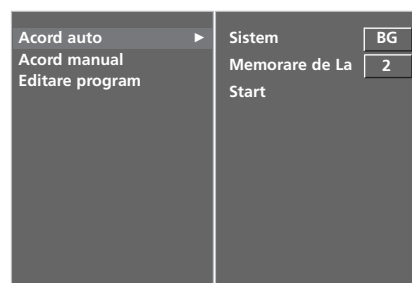 Acord auto ►
Acord manual
Editare program
Sistem BG
Memorare de La 2
Start